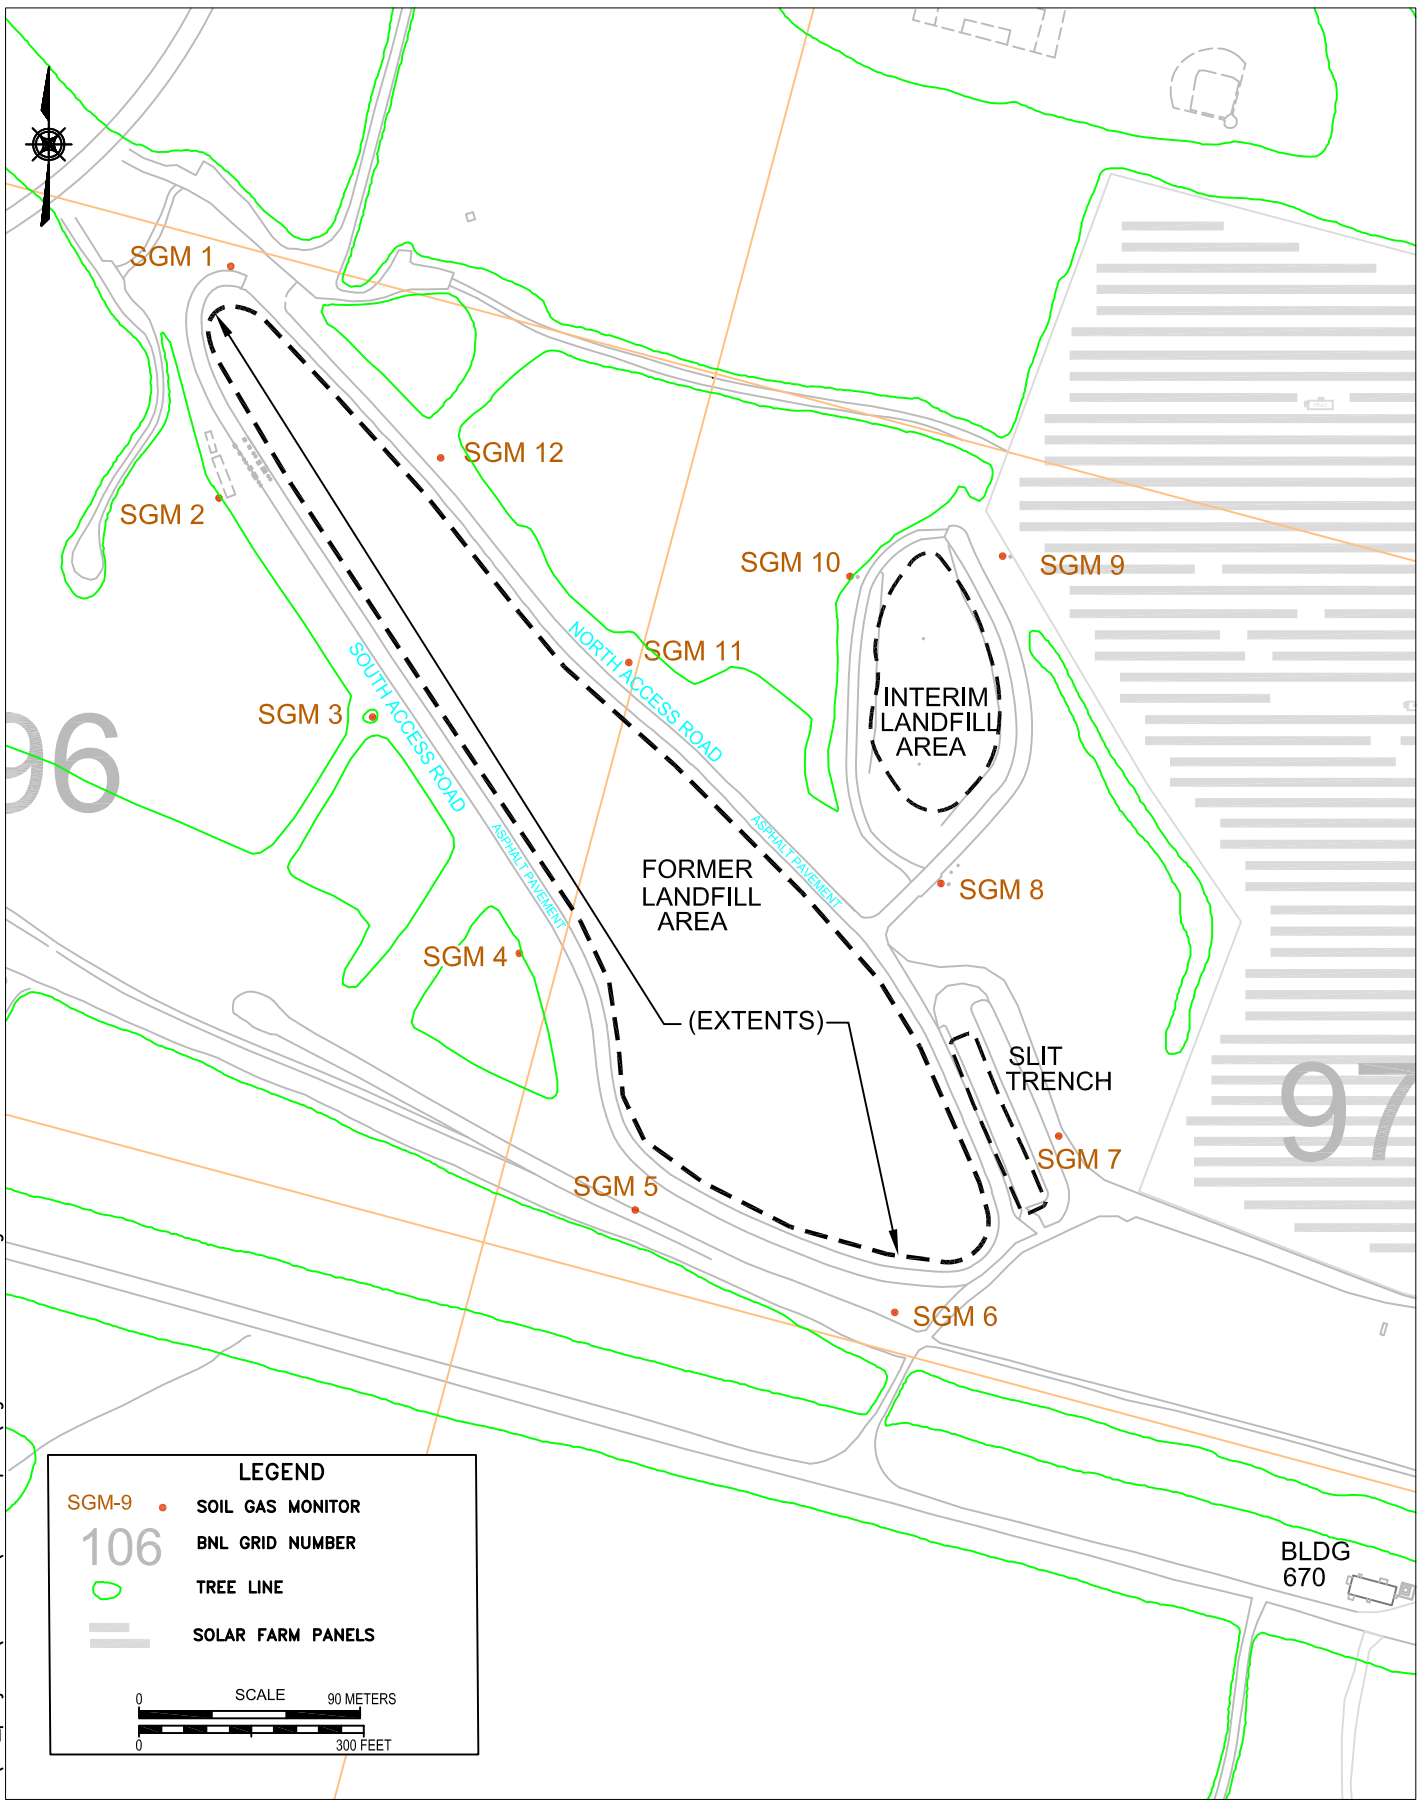 SGM 1
SGM 12
SGM 2
SGM 10
SGM 9
SGM 11
NORTH ACCESS ROAD
SOUTH ACCESS ROAD
SGM 3
INTERIM
LANDFILL
AREA
96
ASPHALT PAVEMENT
ASPHALT PAVEMENT
FORMER
LANDFILL
AREA
SGM 8
SGM 4
(EXTENTS)
SLIT
TRENCH
97
SGM 7
SGM 5
SGM 6
LEGEND
SGM-9 SOIL GAS MONITOR
106 BNL GRID NUMBER
TREE LINE
SOLAR FARM PANELS
0 SCALE 90 METERS
0 300 FEET
BLDG
670